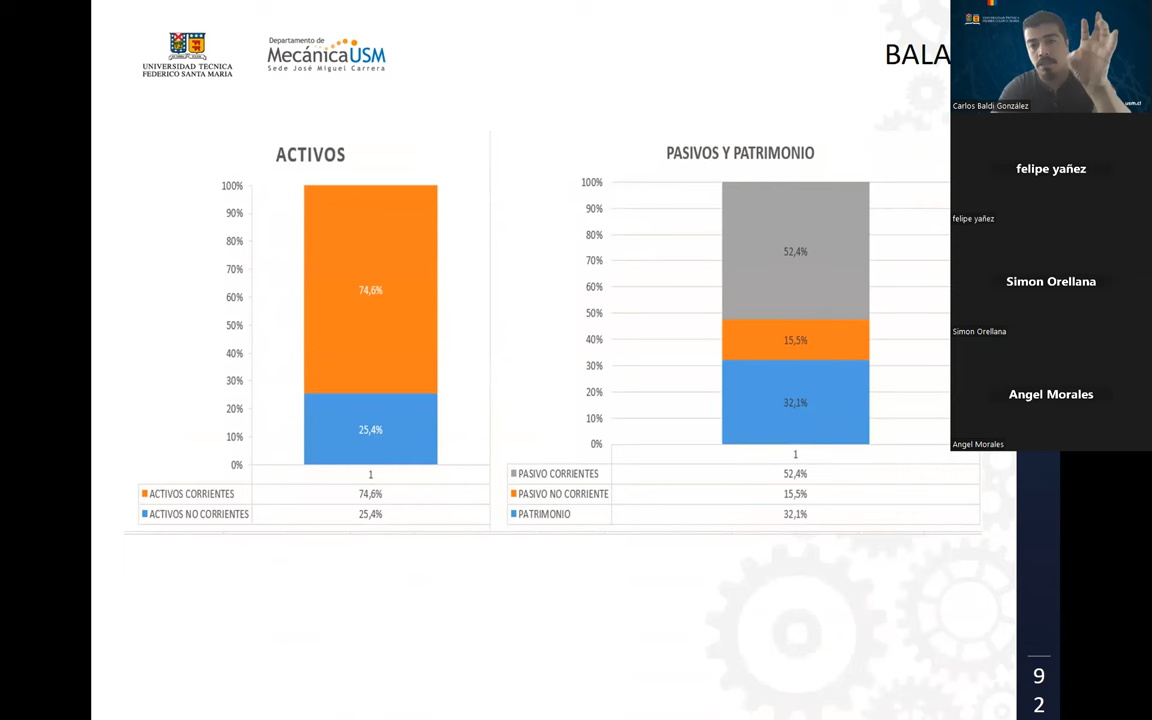 UNIVERSIDAD TECNICA
FEDERICO SANTA MARIA
Departamento de
MecánicaUSM
Sede José Miguel Carrera
BALA
ACTIVOS
100%
90%
80%
70%
60%
50%
40%
30%
20%
10%
0%
74,6%
25,4%
1
ACTIVOS CORRIENTES 74,6%
ACTIVOS NO CORRIENTES 25,4%
PASIVOS Y PATRIMONIO
100%
90%
80%
70%
60%
50%
40%
30%
20%
10%
0%
52,4%
15,5%
32,1%
1
PASIVO CORRIENTES 52,4%
PASIVO NO CORRIENTE 15,5%
PATRIMONIO 32,1%
usm.cl
Carlos Baldi González
felipe yañez
felipe yañez
Simon Orellana
Simon Orellana
Angel Morales
Angel Morales
9
2